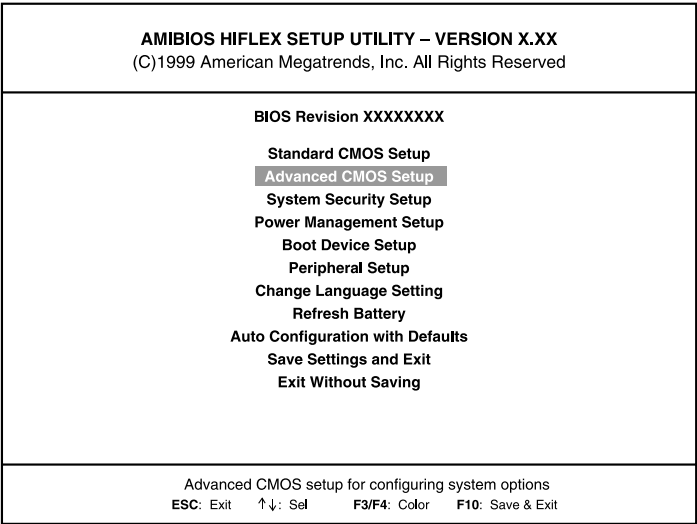 AMIBIOS HIFLEX SETUP UTILITY – VERSION X.XX
(C)1999 American Megatrends, Inc. All Rights Reserved
BIOS Revision XXXXXXXX
Standard CMOS Setup
Advanced CMOS Setup
System Security Setup
Power Management Setup
Boot Device Setup
Peripheral Setup
Change Language Setting
Refresh Battery
Auto Configuration with Defaults
Save Settings and Exit
Exit Without Saving
Advanced CMOS setup for configuring system options
ESC: Exit ↑↓: Sel F3/F4: Color F10: Save & Exit